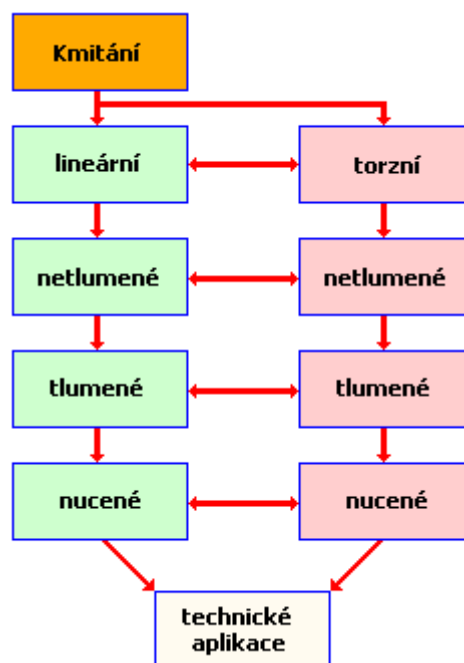 Kmitání
lineární
torzní
netlumené
netlumené
tlumené
tlumené
nucené
nucené
technické
aplikace